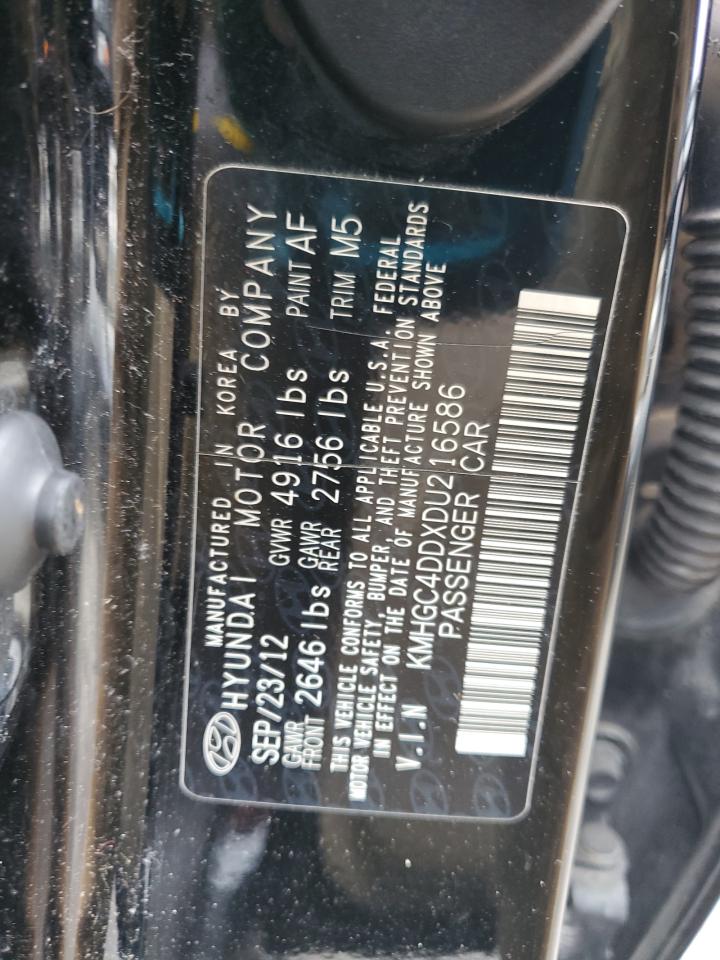 MANUFACTURED IN KOREA BY
HYUNDAI MOTOR COMPANY
SEP/23/12 GVWR 4916 lbs PAINT AF
GAWR FRONT 2646 lbs GAWR REAR 2756 lbs TRIM M5
THIS VEHICLE CONFORMS TO ALL APPLICABLE U.S.A. FEDERAL
MOTOR VEHICLE SAFETY, BUMPER, AND THEFT PREVENTION STANDARDS
IN EFFECT ON THE DATE OF MANUFACTURE SHOWN ABOVE
V.I.N KMHGC4DDXDU216586
PASSENGER CAR